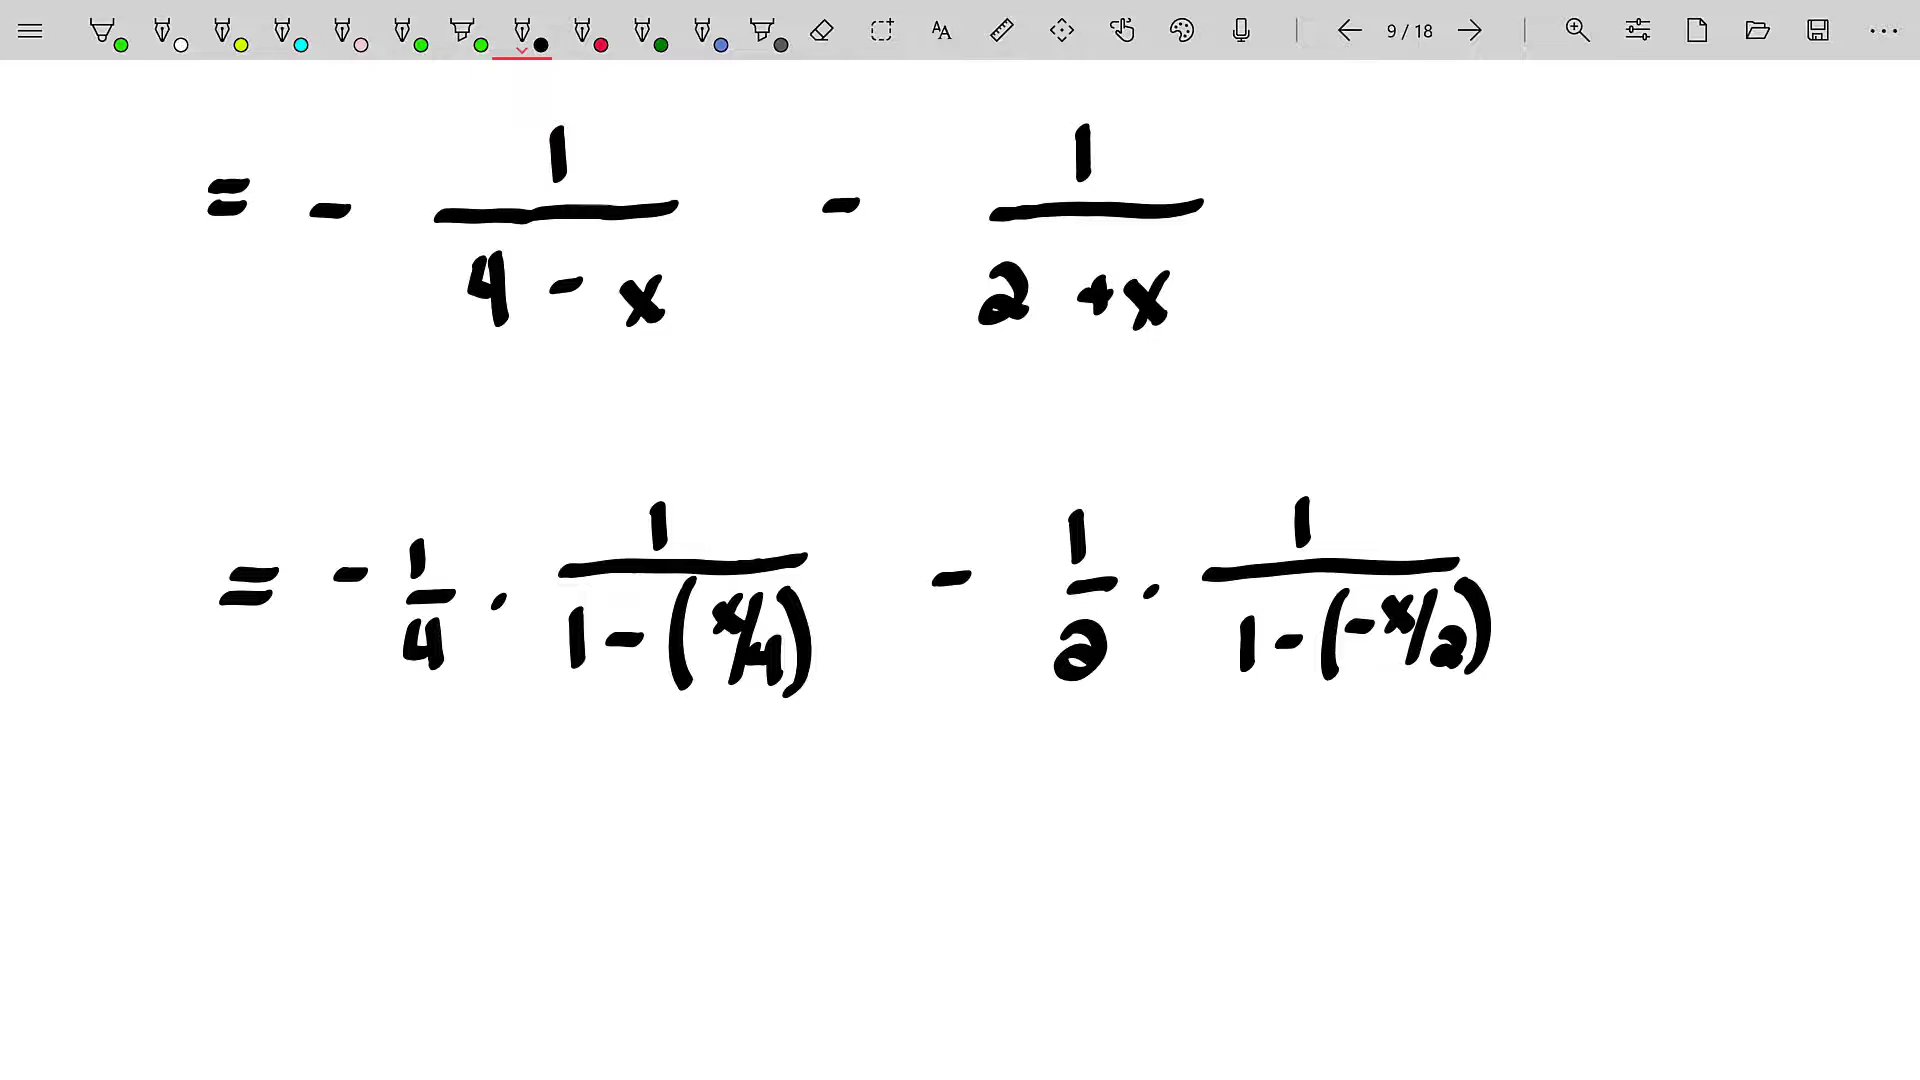 9 / 18
= - 1/(4 - x) - 1/(2 + x)
= - 1/4 · 1/(1 - (x/4)) - 1/2 · 1/(1 - (-x/2))